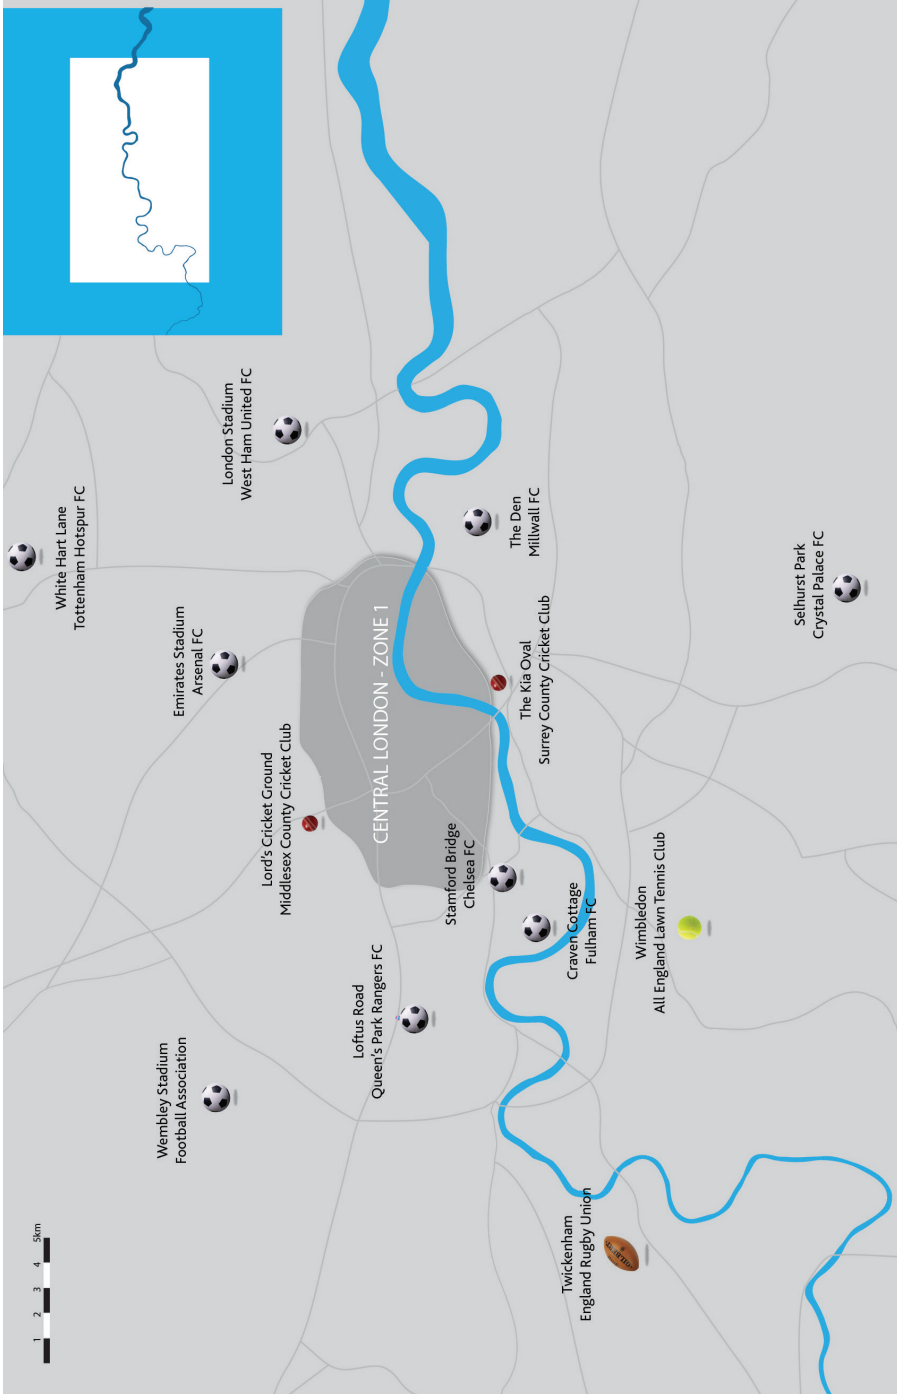 White Hart Lane
Tottenham Hotspur FC
London Stadium
West Ham United FC
Emirates Stadium
Arsenal FC
Lord's Cricket Ground
Middlesex County Cricket Club
Wembley Stadium
Football Association
CENTRAL LONDON - ZONE 1
Loftus Road
Queen's Park Rangers FC
Stamford Bridge
Chelsea FC
The Den
Millwall FC
The Kia Oval
Surrey County Cricket Club
Craven Cottage
Fulham FC
Twickenham
England Rugby Union
Wimbledon
All England Lawn Tennis Club
Selhurst Park
Crystal Palace FC
1 2 3 4 5km